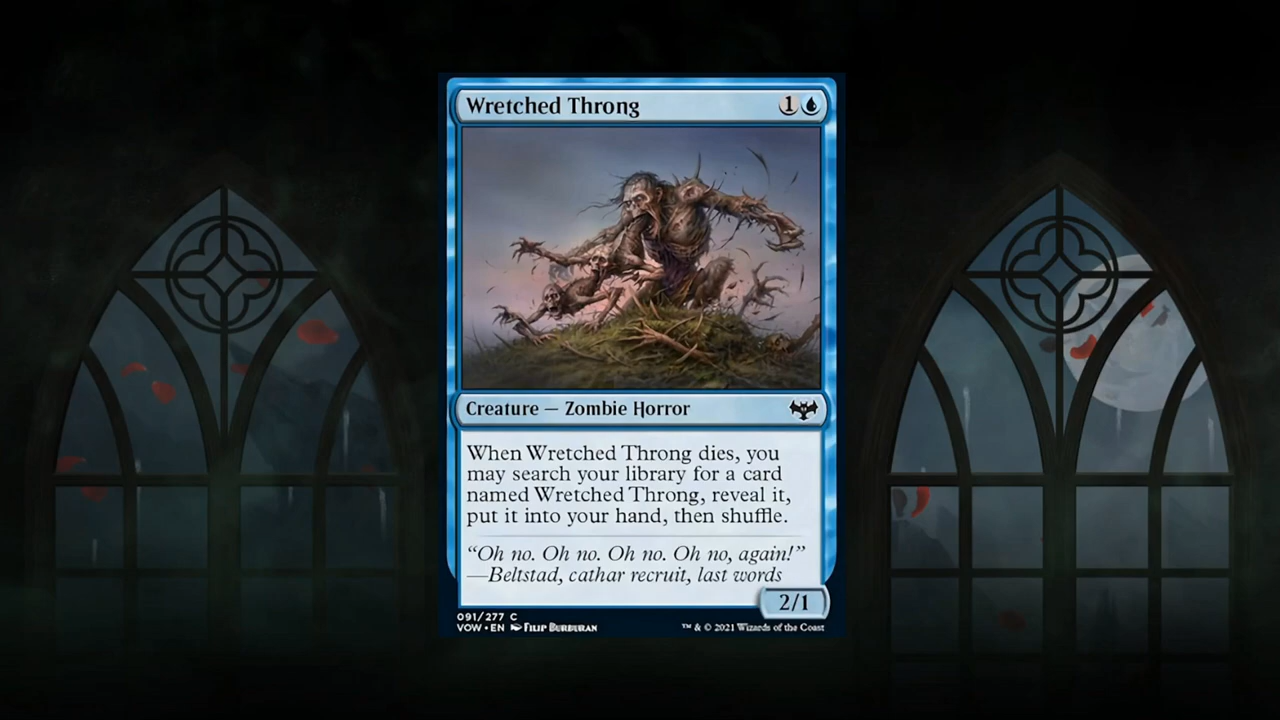 Wretched Throng 1
Creature — Zombie Horror
When Wretched Throng dies, you
may search your library for a card
named Wretched Throng, reveal it,
put it into your hand, then shuffle.
“Oh no. Oh no. Oh no. Oh no, again!”
—Beltstad, cathar recruit, last words
2/1
091/277 C
VOW • EN Filip Burburan
™ & © 2021 Wizards of the Coast